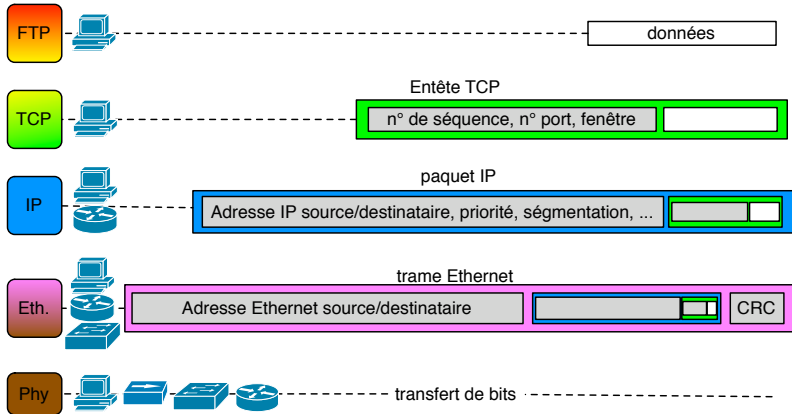 FTP
données
Entête TCP
TCP
n° de séquence, n° port, fenêtre
paquet IP
IP
Adresse IP source/destinataire, priorité, ségmentation, ...
trame Ethernet
Eth.
Adresse Ethernet source/destinataire
CRC
Phy
transfert de bits